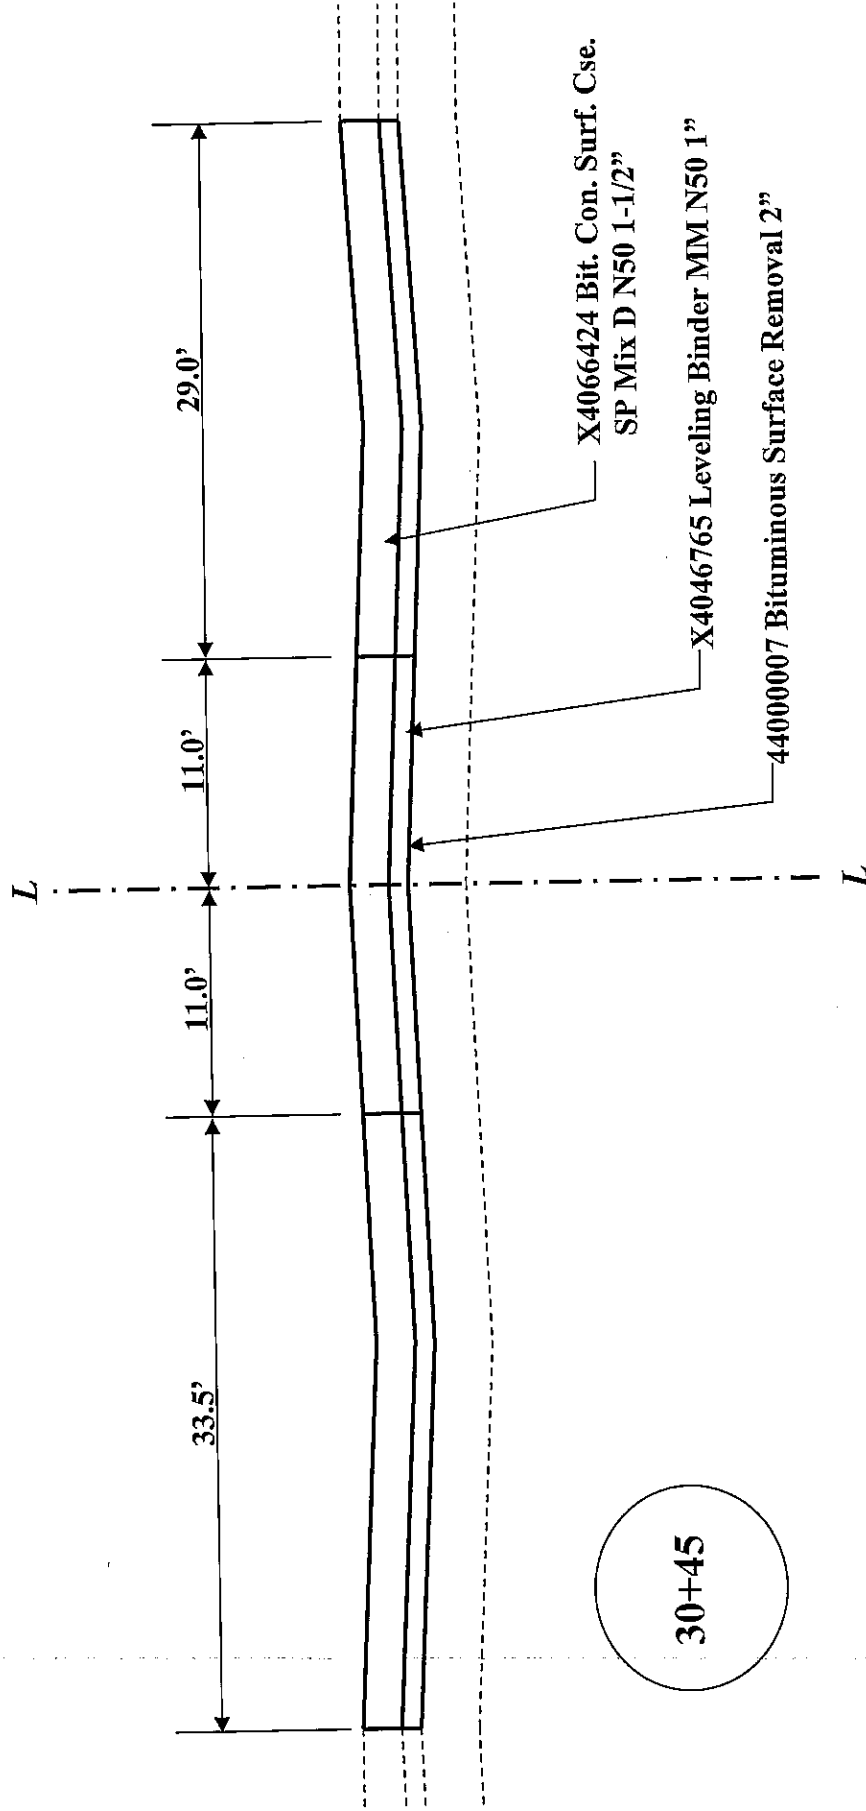 L
33.5’
11.0’
11.0’
29.0’
X4066424 Bit. Con. Surf. Cse.
SP Mix D N50 1-1/2”
X4046765 Leveling Binder MM N50 1”
44000007 Bituminous Surface Removal 2”
30+45
L